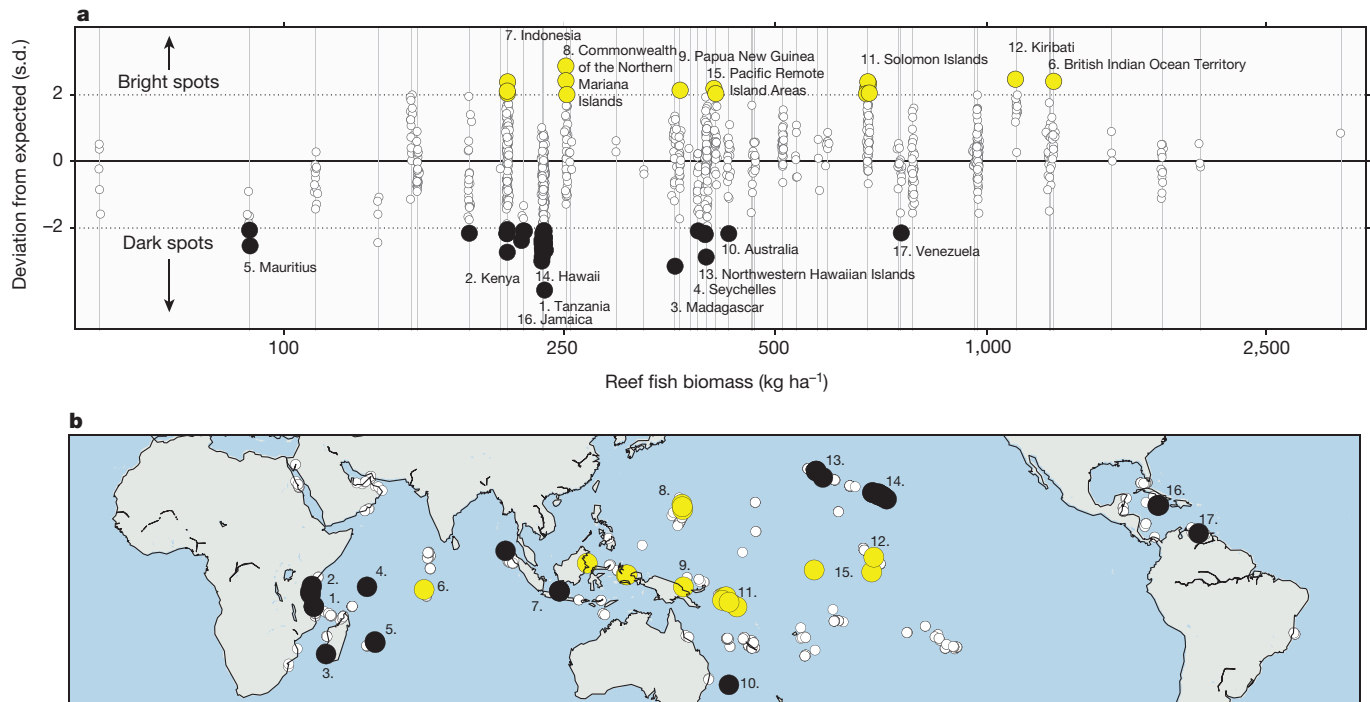 a
Deviation from expected (s.d.)
Bright spots
Dark spots
2
0
−2
7. Indonesia
8. Commonwealth
of the Northern
Mariana
Islands
9. Papua New Guinea
15. Pacific Remote
Island Areas
11. Solomon Islands
12. Kiribati
6. British Indian Ocean Territory
5. Mauritius
2. Kenya
14. Hawaii
1. Tanzania
16. Jamaica
10. Australia
13. Northwestern Hawaiian Islands
4. Seychelles
3. Madagascar
17. Venezuela
100
250
500
1,000
2,500
Reef fish biomass (kg ha⁻¹)
b
13.
14.
8.
16.
17.
12.
2.
4.
9.
15.
1.
6.
7.
11.
5.
3.
10.